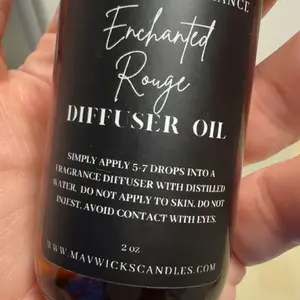 Enchanted
Rouge
DIFFUSER OIL
SIMPLY APPLY 5-7 DROPS INTO A
FRAGRANCE DIFFUSER WITH DISTILLED
WATER. DO NOT APPLY TO SKIN. DO NOT
INJEST. AVOID CONTACT WITH EYES.
2 oz
WWW.MAVWICKSCANDLES.COM